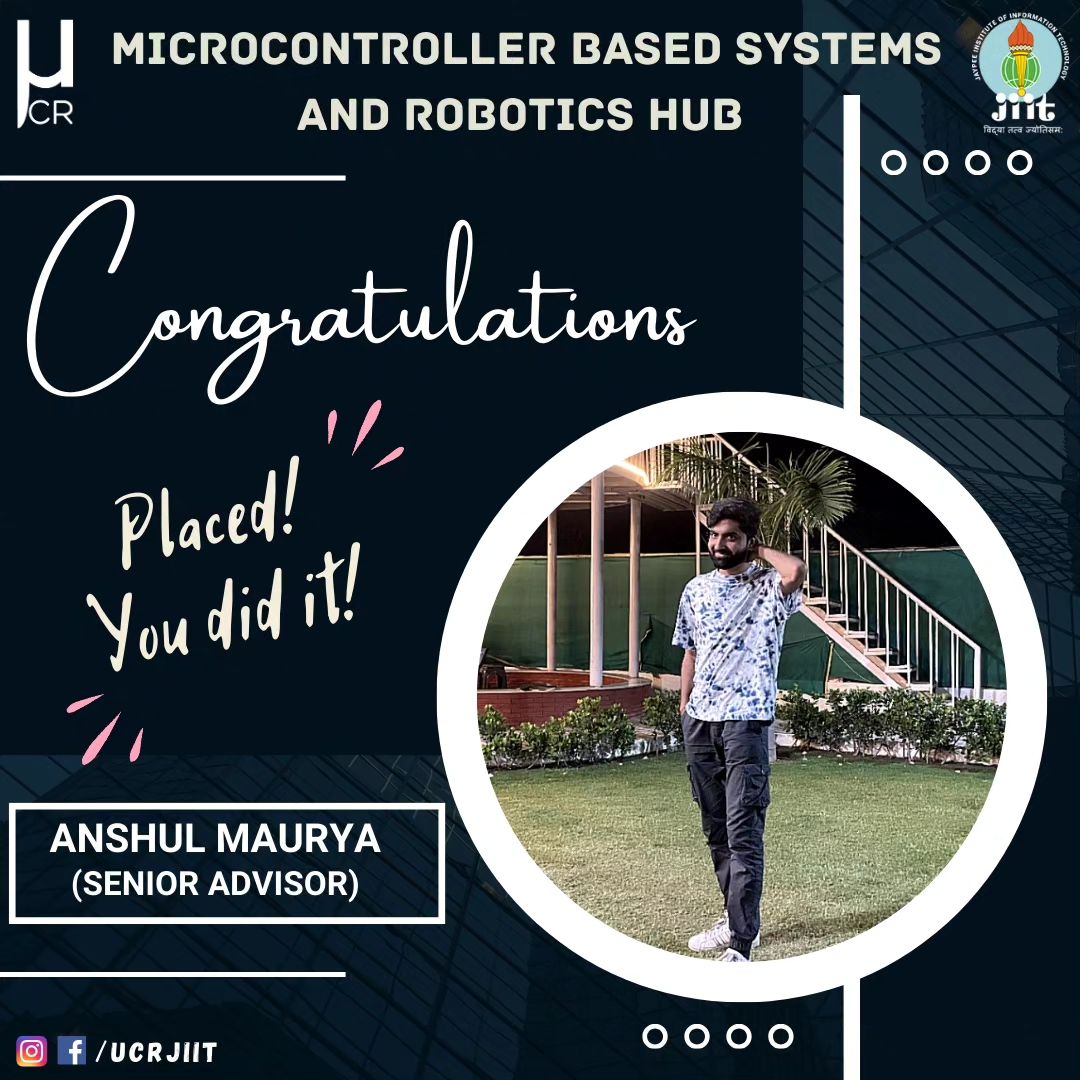 μCR
MICROCONTROLLER BASED SYSTEMS
AND ROBOTICS HUB
JAYPEE INSTITUTE OF INFORMATION TECHNOLOGY
jiit
विद्या तत्व ज्योतिसमः
Congratulations
Placed!
You did it!
ANSHUL MAURYA
(SENIOR ADVISOR)
/UCRJIIT